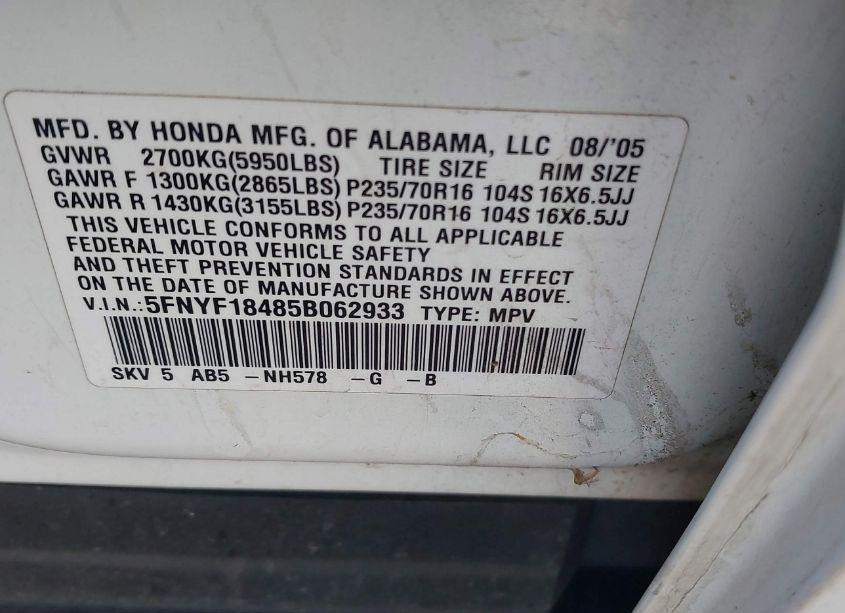 MFD. BY HONDA MFG. OF ALABAMA, LLC 08/'05
GVWR 2700KG(5950LBS) TIRE SIZE RIM SIZE
GAWR F 1300KG(2865LBS) P235/70R16 104S 16X6.5JJ
GAWR R 1430KG(3155LBS) P235/70R16 104S 16X6.5JJ
THIS VEHICLE CONFORMS TO ALL APPLICABLE
FEDERAL MOTOR VEHICLE SAFETY
AND THEFT PREVENTION STANDARDS IN EFFECT
ON THE DATE OF MANUFACTURE SHOWN ABOVE.
V.I.N.:5FNYF18485B062933 TYPE: MPV
SKV 5 AB5 –NH578 –G –B